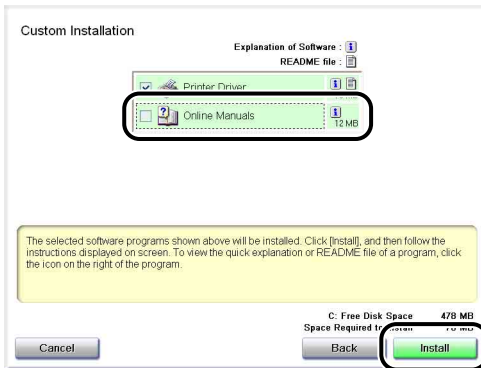 Custom Installation
Explanation of Software :
README file :
Printer Driver
Online Manuals
12 MB
The selected software programs shown above will be installed. Click [Install], and then follow the
instructions displayed on screen. To view the quick explanation or README file of a program, click
the icon on the right of the program.
C: Free Disk Space 478 MB
Space Required to
Cancel
Back
Install